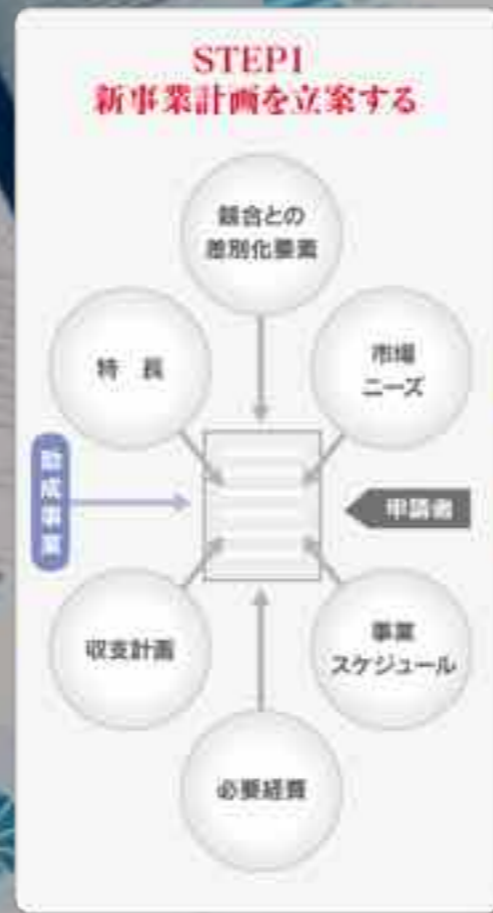 STEP1
新事業計画を立案する
競合との
差別化要素
特 長
市場
ニーズ
助成事業
申請者
収支計画
事業
スケジュール
必要経費